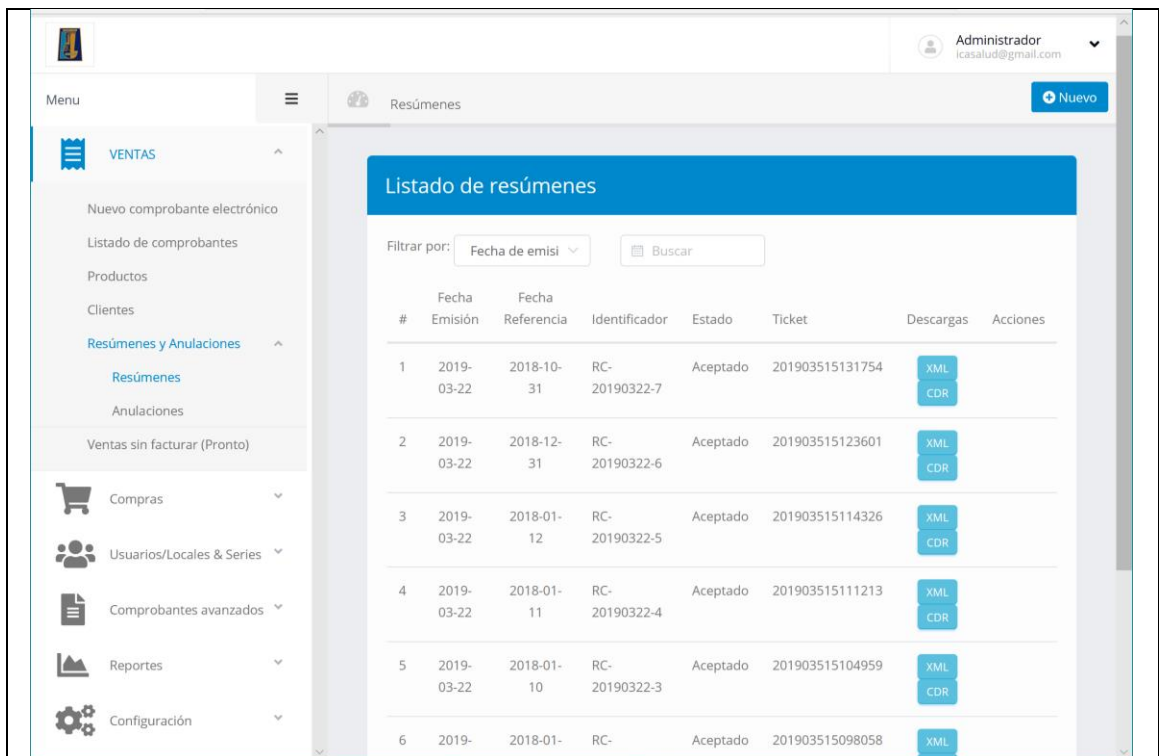 Administrador
icasalud@gmail.com
Menu
Resúmenes
Nuevo
VENTAS
Nuevo comprobante electrónico
Listado de comprobantes
Productos
Clientes
Resúmenes y Anulaciones
Resúmenes
Anulaciones
Ventas sin facturar (Pronto)
Compras
Usuarios/Locales & Series
Comprobantes avanzados
Reportes
Configuración
Listado de resúmenes
Filtrar por: Fecha de emisi Buscar
Fecha Fecha
# Emisión Referencia Identificador Estado Ticket Descargas Acciones
1 2019- 2018-10- RC- Aceptado 201903515131754 XML
03-22 31 20190322-7 CDR
2 2019- 2018-12- RC- Aceptado 201903515123601 XML
03-22 31 20190322-6 CDR
3 2019- 2018-01- RC- Aceptado 201903515114326 XML
03-22 12 20190322-5 CDR
4 2019- 2018-01- RC- Aceptado 201903515111213 XML
03-22 11 20190322-4 CDR
5 2019- 2018-01- RC- Aceptado 201903515104959 XML
03-22 10 20190322-3 CDR
6 2019- 2018-01- RC- Aceptado 201903515098058 XML